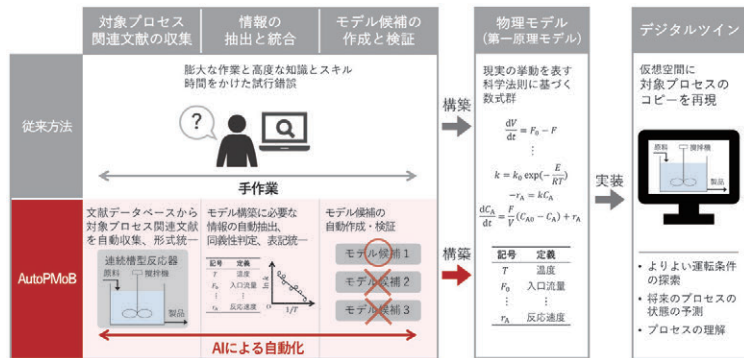 対象プロセス
関連文献の収集
情報の
抽出と統合
モデル候補の
作成と検証
物理モデル
(第一原理モデル)
デジタルツイン
従来方法
膨大な作業と高度な知識とスキル
時間をかけた試行錯誤
?
手作業
構築
現実の挙動を表す
科学法則に基づく
数式群
dV/dt = F₀ − F
⋮
k = k₀ exp(−E/RT)
−r_A = kC_A
dC_A/dt = F/V (C_A0 − C_A) + r_A
実装
仮想空間に
対象プロセスの
コピーを再現
原料
攪拌機
製品
AutoPMoB
文献データベースから
対象プロセス関連文献
を自動収集、形式統一
連続槽型反応器
原料
製品
モデル構築に必要な
情報の自動抽出、
同義性判定、表記統一
記号 定義
T 温度
F₀ 入口流量
⋮ ⋮
r_A 反応速度
1/T
モデル候補の
自動作成・検証
モデル候補1
モデル候補2
モデル候補3
AIによる自動化
構築
記号 定義
T 温度
F₀ 入口流量
⋮ ⋮
r_A 反応速度
• よりよい運転条件
の探索
• 将来のプロセスの
状態の予測
• プロセスの理解